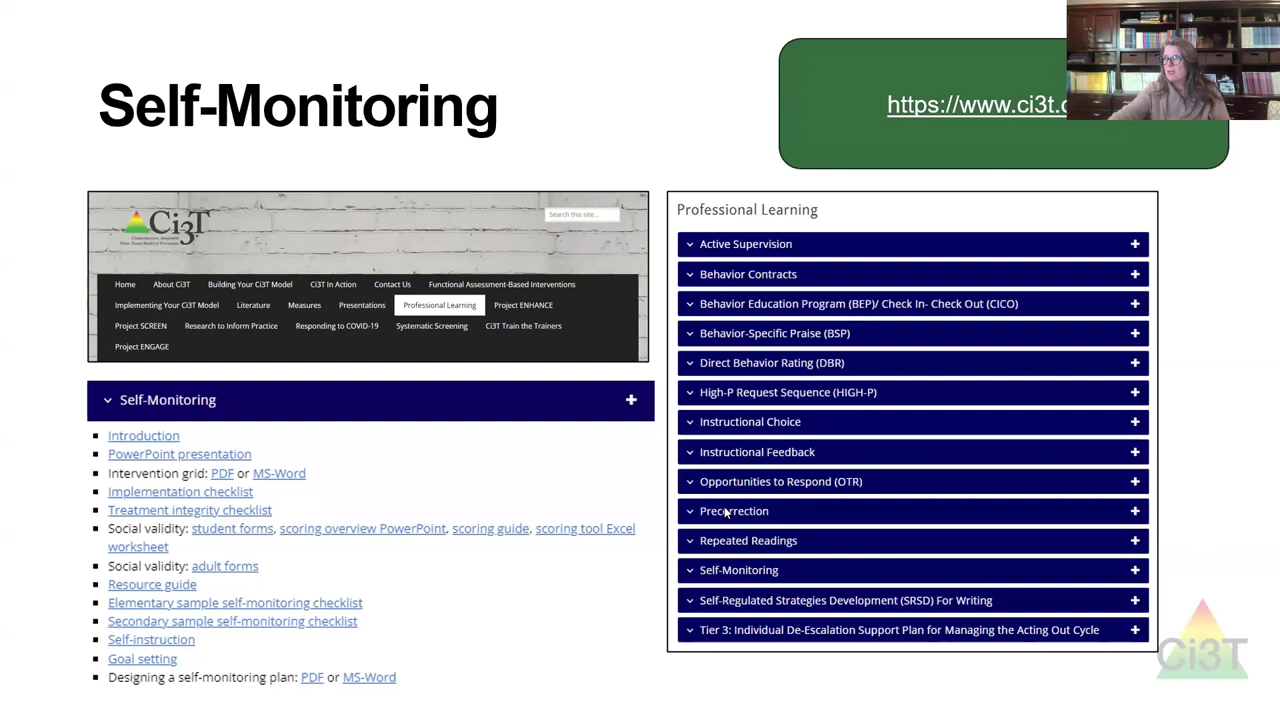 Self-Monitoring
https://www.ci3t.
Ci3T
Comprehensive, Integrated
Three-Tiered Model of Prevention
Search this site...
Home About Ci3T Building Your Ci3T Model Ci3T In Action Contact Us Functional Assessment-Based Interventions
Implementing Your Ci3T Model Literature Measures Presentations Professional Learning Project ENHANCE
Project SCREEN Research to Inform Practice Responding to COVID-19 Systematic Screening Ci3T Train the Trainers
Project ENGAGE
Self-Monitoring
Introduction
PowerPoint presentation
Intervention grid: PDF or MS-Word
Implementation checklist
Treatment integrity checklist
Social validity: student forms, scoring overview PowerPoint, scoring guide, scoring tool Excel
worksheet
Social validity: adult forms
Resource guide
Elementary sample self-monitoring checklist
Secondary sample self-monitoring checklist
Self-instruction
Goal setting
Designing a self-monitoring plan: PDF or MS-Word
Professional Learning
Active Supervision
Behavior Contracts
Behavior Education Program (BEP)/ Check In- Check Out (CICO)
Behavior-Specific Praise (BSP)
Direct Behavior Rating (DBR)
High-P Request Sequence (HIGH-P)
Instructional Choice
Instructional Feedback
Opportunities to Respond (OTR)
Precorrection
Repeated Readings
Self-Monitoring
Self-Regulated Strategies Development (SRSD) For Writing
Tier 3: Individual De-Escalation Support Plan for Managing the Acting Out Cycle
Ci3T